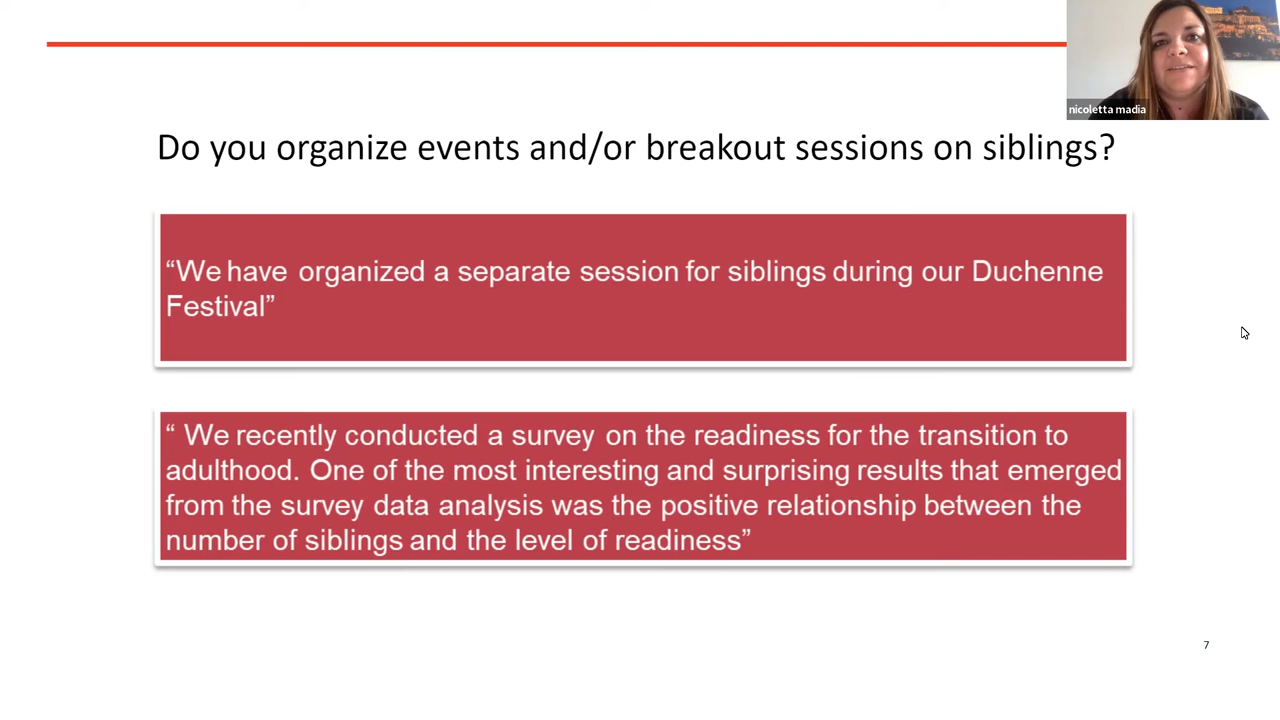 nicoletta madia
Do you organize events and/or breakout sessions on siblings?
“We have organized a separate session for siblings during our Duchenne
Festival”
“ We recently conducted a survey on the readiness for the transition to
adulthood. One of the most interesting and surprising results that emerged
from the survey data analysis was the positive relationship between the
number of siblings and the level of readiness”
7